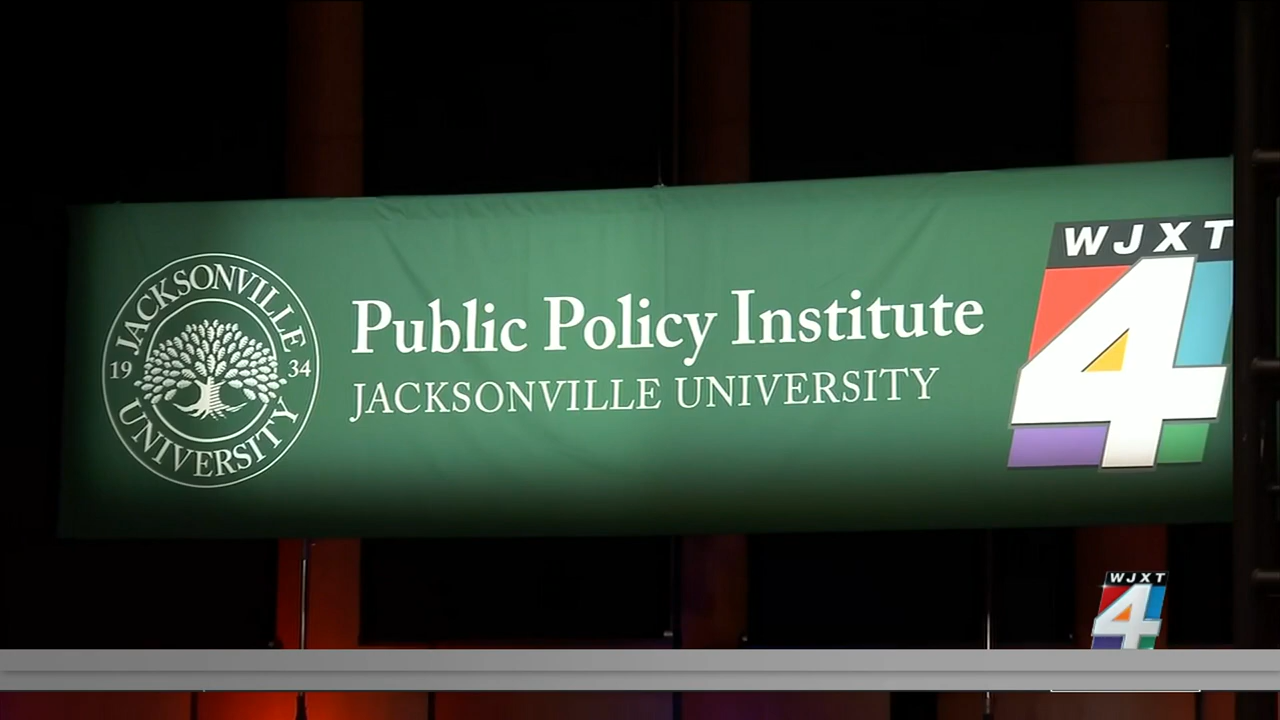 JACKSONVILLE
19 34
UNIVERSITY
Public Policy Institute
JACKSONVILLE UNIVERSITY
WJXT
4
WJXT
4